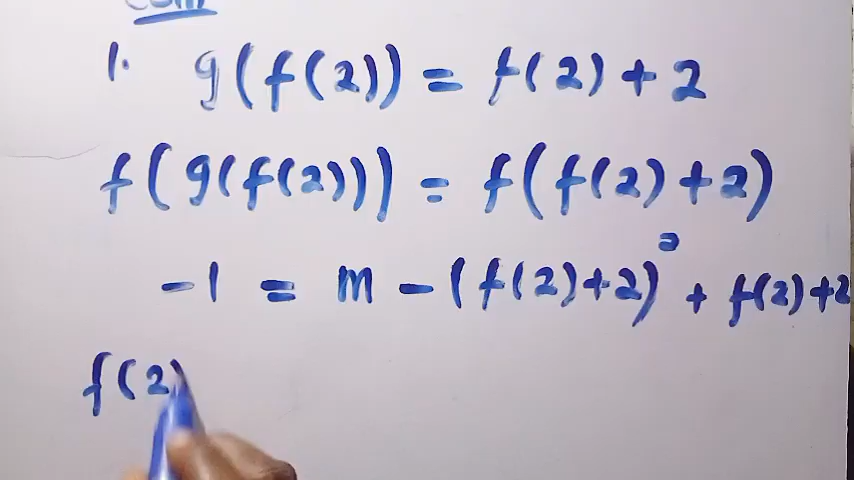 1. g(f(2)) = f(2) + 2
f(g(f(2))) = f(f(2) + 2)
-1 = m - (f(2)+2)² + f(2)+2
f(2)